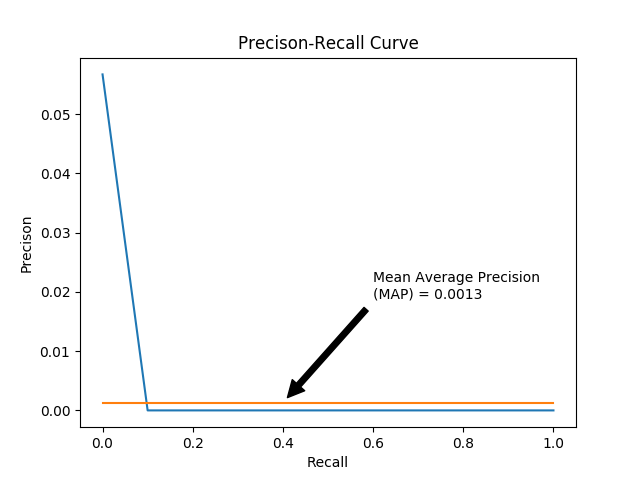 Precison-Recall Curve
Precison
0.05
0.04
0.03
0.02
0.01
0.00
Mean Average Precision
(MAP) = 0.0013
0.0 0.2 0.4 0.6 0.8 1.0
Recall